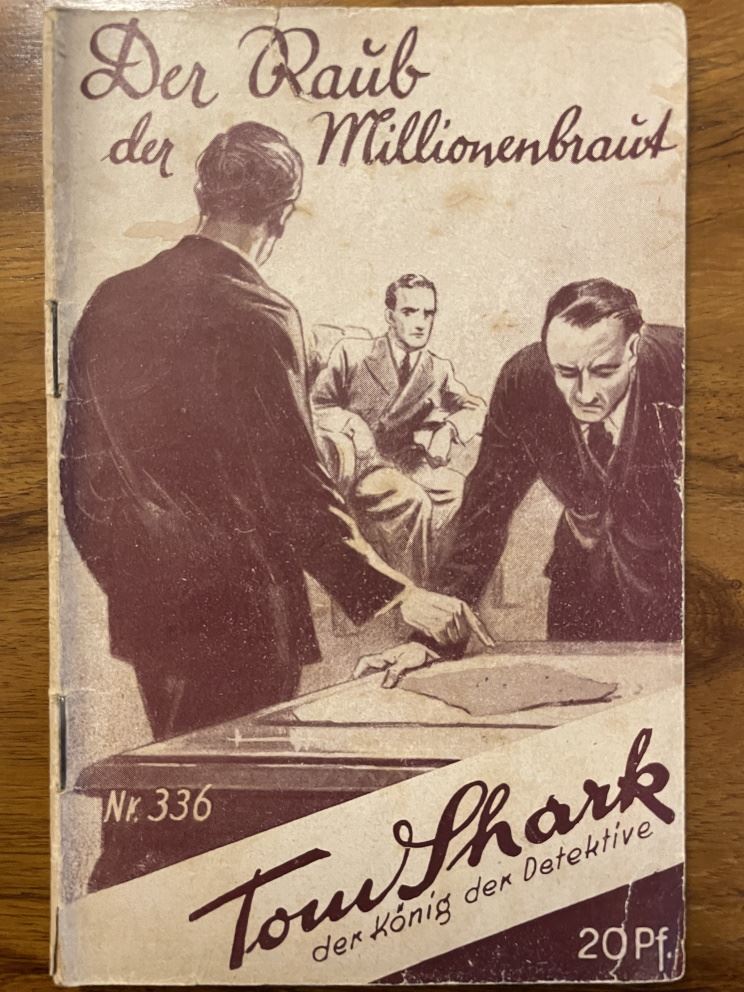 Der Raub
der Millionenbraut
Nr. 336
Tom Shark
der König der Detektive
20 Pf.